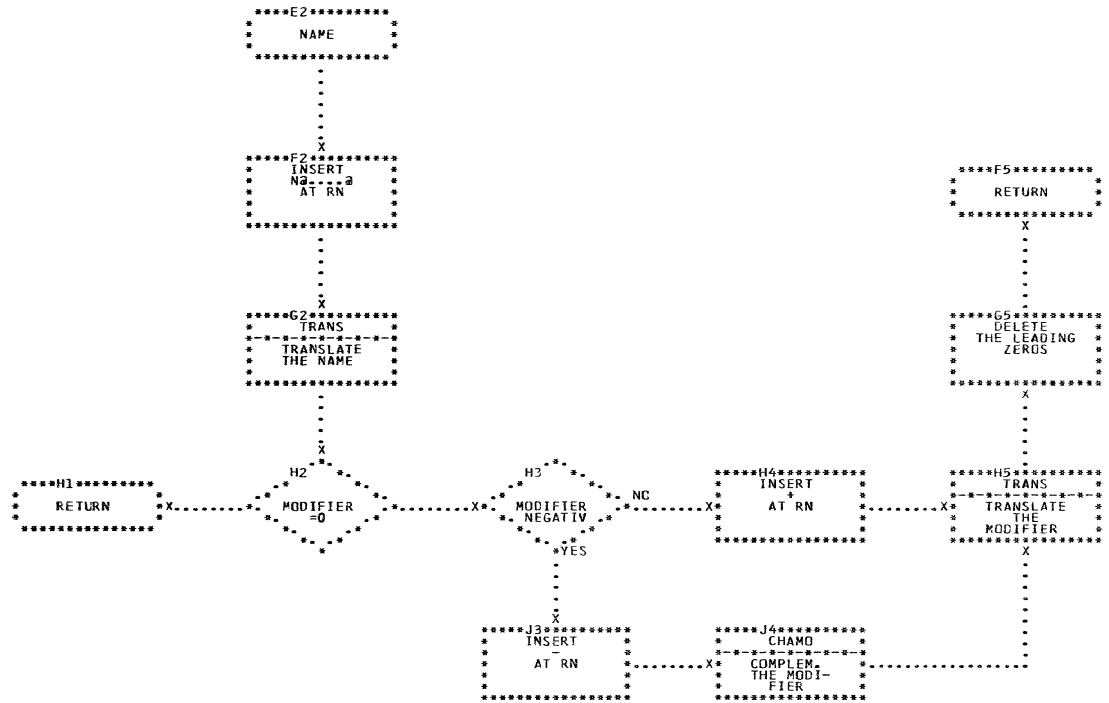 E2
NAME
F2
INSERT
Na.....a
AT RN
F5
RETURN
G2
TRANS
TRANSLATE
THE NAME
G5
DELETE
THE LEADING
ZEROS
H1
RETURN
H2
MODIFIER
=0
H3
MODIFIER
NEGATIV
NO
YES
H4
INSERT
+
AT RN
H5
TRANS
TRANSLATE
THE
MODIFIER
J3
INSERT
-
AT RN
J4
CHAMO
COMPLEM.
THE MODI-
FIER